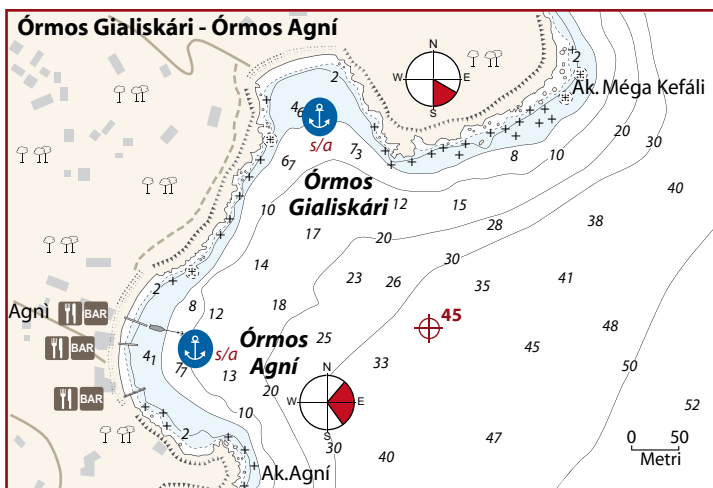 Órmos Gialiskári - Órmos Agní
N
W E
S
2
2
Ak. Méga Kefáli
4 6
s/a
7 3
6 7
8
10
20
30
40
Órmos
Gialiskári
10
12
15
17
20
28
38
30
14
23
26
35
41
2
8
12
18
45
48
Agni
BAR
BAR
BAR
s/a
Órmos
Agní
25
33
45
50
4 1
7 7
13
20
10
N
W E
S
52
2
30
40
47
Ak.Agní
0 50
Metri